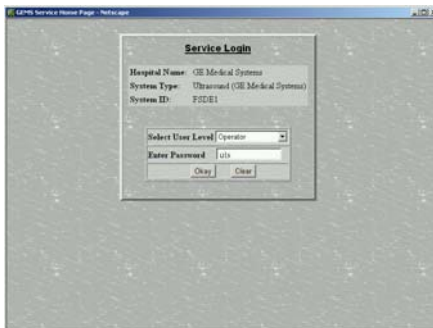 GEMS Service Home Page - Netscape
Service Login
Hospital Name: GE Medical Systems
System Type: Ultrasound (GE Medical Systems)
System ID: FSDE1
Select User Level Operator
Enter Password uls
Okay Clear